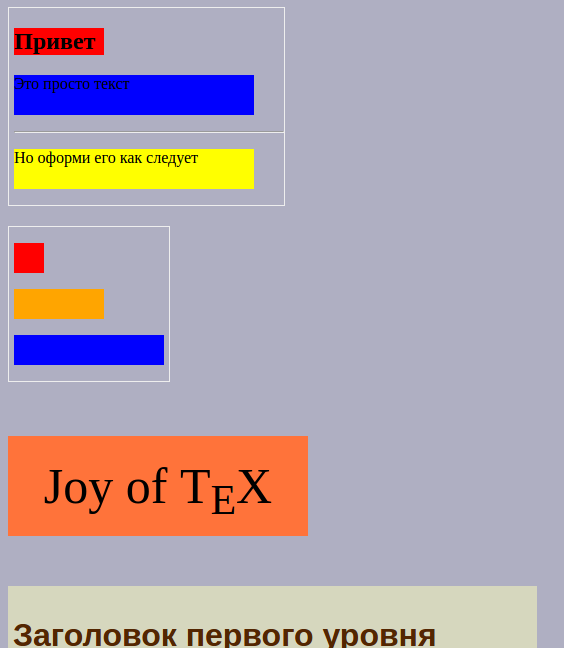 Привет
Это просто текст
Но оформи его как следует
Joy of TEX
Заголовок первого уровня